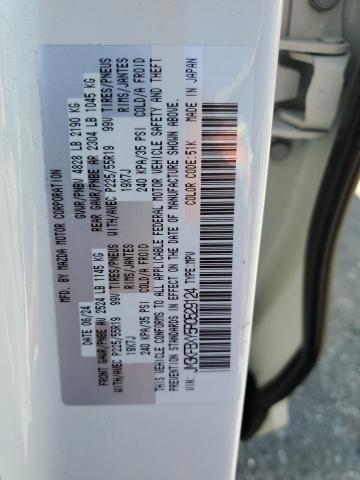 MFD. BY MAZDA MOTOR CORPORATION
DATE 06/24
GVWR/PNBV 4828 LB 2190 KG
FRONT GAWR/PNBE AV 2524 LB 1145 KG
REAR GAWR/PNBE AR 2304 LB 1045 KG
WITH/AVEC P225/55R19 99V TIRES/PNEUS
WITH/AVEC P225/55R19 99V TIRES/PNEUS
19X7J RIMS/JANTES
19X7J RIMS/JANTES
240 KPA/35 PSI COLD/A FROID
240 KPA/35 PSI COLD/A FROID
THIS VEHICLE CONFORMS TO ALL APPLICABLE FEDERAL MOTOR VEHICLE SAFETY AND THEFT
PREVENTION STANDARDS IN EFFECT ON THE DATE OF MANUFACTURE SHOWN ABOVE.
MADE IN JAPAN
COLOR CODE:51K
TYPE:MPV